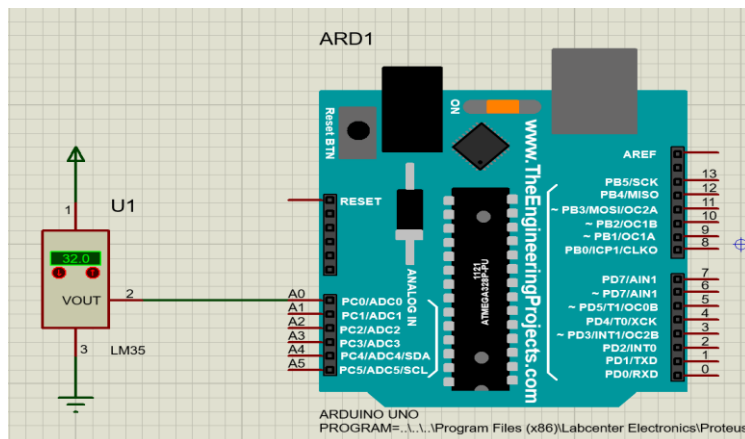 ARD1
Reset BTN
ON
www.TheEngineeringProjects.com
1
U1
32.0
VOUT
2
3
LM35
RESET
ANALOG IN
A0 PC0/ADC0
A1 PC1/ADC1
A2 PC2/ADC2
A3 PC3/ADC3
A4 PC4/ADC4/SDA
A5 PC5/ADC5/SCL
1121
ATMEGA328P-PU
AREF
PB5/SCK 13
PB4/MISO 12
~ PB3/MOSI/OC2A 11
~ PB2/OC1B 10
~ PB1/OC1A 9
PB0/ICP1/CLKO 8
PD7/AIN1 7
~ PD7/AIN1 6
~ PD5/T1/OC0B 5
PD4/T0/XCK 4
~ PD3/INT1/OC2B 3
PD2/INT0 2
PD1/TXD 1
PD0/RXD 0
ARDUINO UNO
PROGRAM=..\..\..\Program Files (x86)\Labcenter Electronics\Proteus